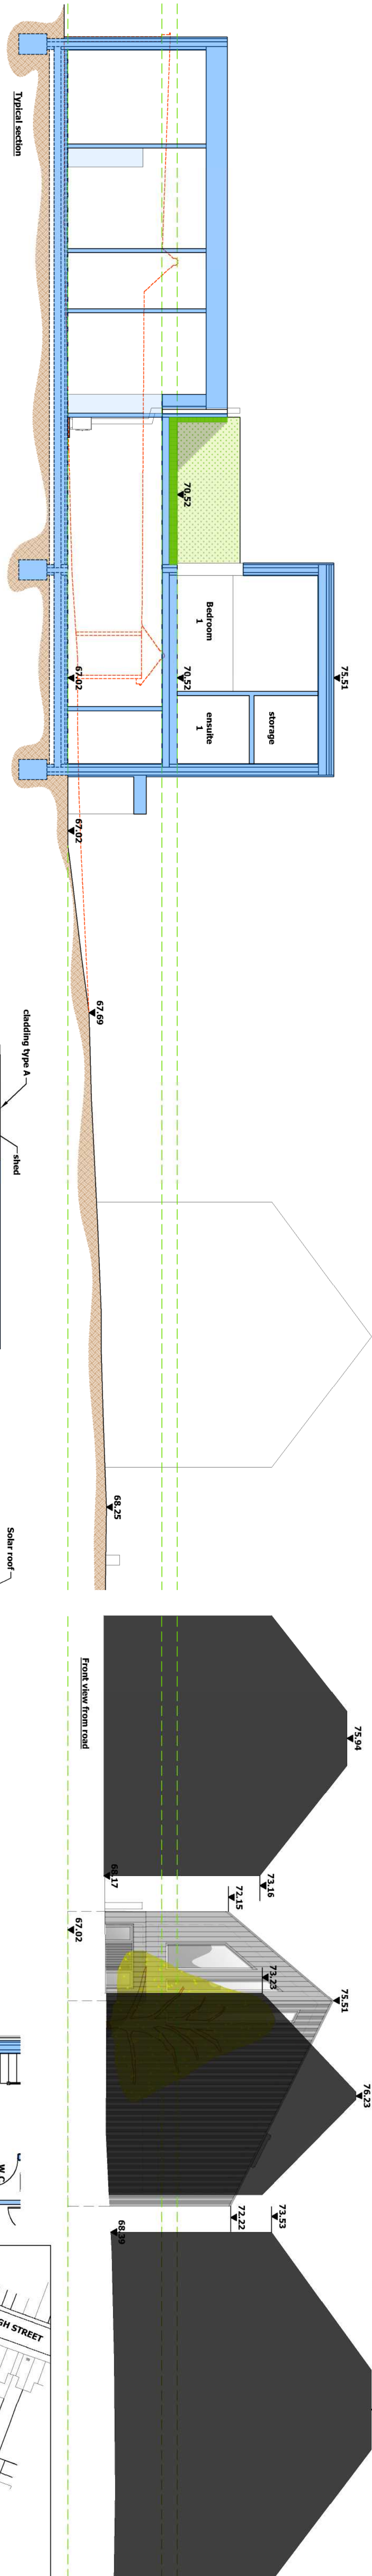 Typical section
70.52
Bedroom
1
70.52
67.02
75.51
storage
ensuite
1
67.02
67.69
cladding type A
shed
68.25
Solar roof
Front view from road
75.94
73.16
68.17
72.15
67.02
73.23
75.51
76.23
73.53
72.22
68.39
GH STREET